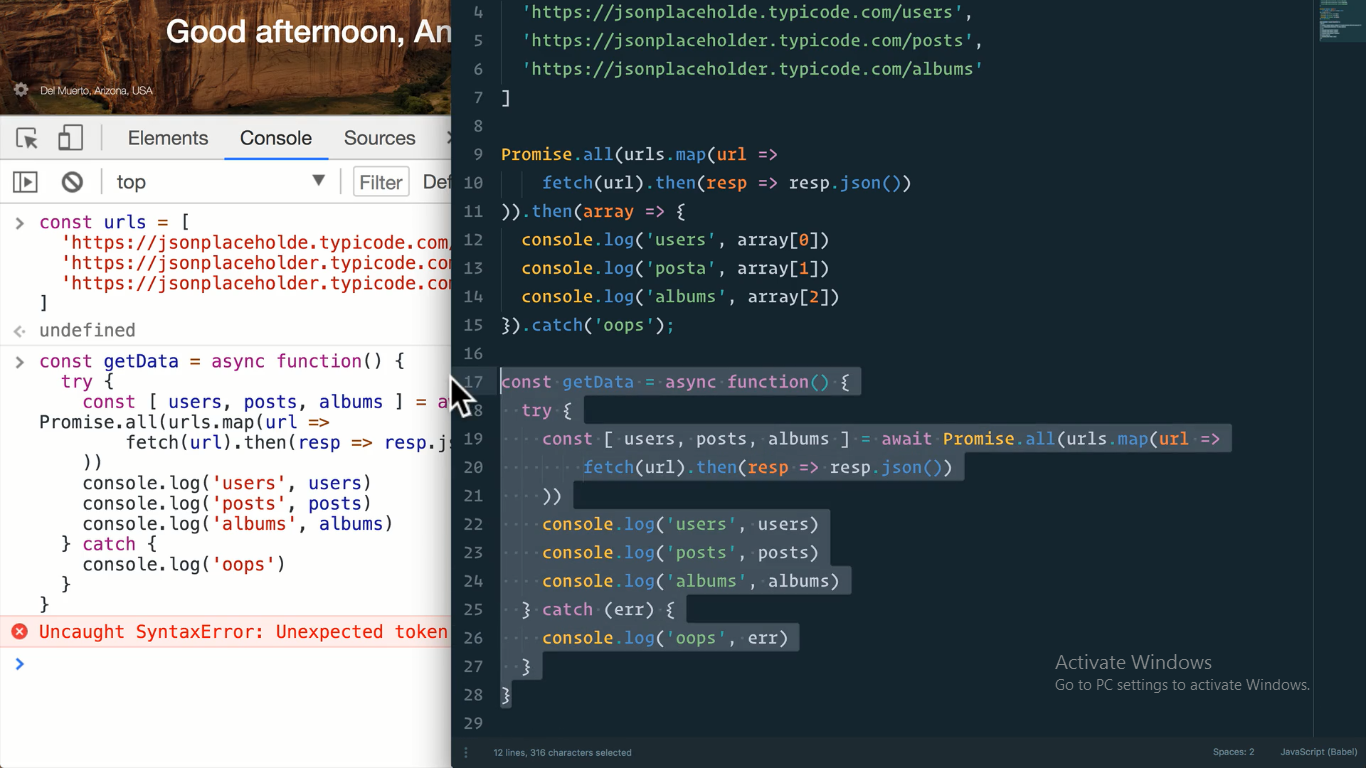 Good afternoon, An
Del Muerto, Arizona, USA
Elements Console Sources
top Filter Def
const urls = [
'https://jsonplaceholde.typicode.com/
'https://jsonplaceholder.typicode.co
'https://jsonplaceholder.typicode.co
]
undefined
const getData = async function() {
try {
const [ users, posts, albums ] = aw
Promise.all(urls.map(url =>
fetch(url).then(resp => resp.js
))
console.log('users', users)
console.log('posts', posts)
console.log('albums', albums)
} catch {
console.log('oops')
}
}
Uncaught SyntaxError: Unexpected token
4 'https://jsonplaceholde.typicode.com/users',
5 'https://jsonplaceholder.typicode.com/posts',
6 'https://jsonplaceholder.typicode.com/albums'
7 ]
8
9 Promise.all(urls.map(url =>
10 fetch(url).then(resp => resp.json())
11 )).then(array => {
12 console.log('users', array[0])
13 console.log('posta', array[1])
14 console.log('albums', array[2])
15 }).catch('oops');
16
17 const getData = async function() {
8 try {
19 const [ users, posts, albums ] = await Promise.all(urls.map(url =>
20 fetch(url).then(resp => resp.json())
21 ))
22 console.log('users', users)
23 console.log('posts', posts)
24 console.log('albums', albums)
25 } catch (err) {
26 console.log('oops', err)
27 }
28 }
29
Activate Windows
Go to PC settings to activate Windows.
12 lines, 316 characters selected
Spaces: 2 JavaScript (Babel)